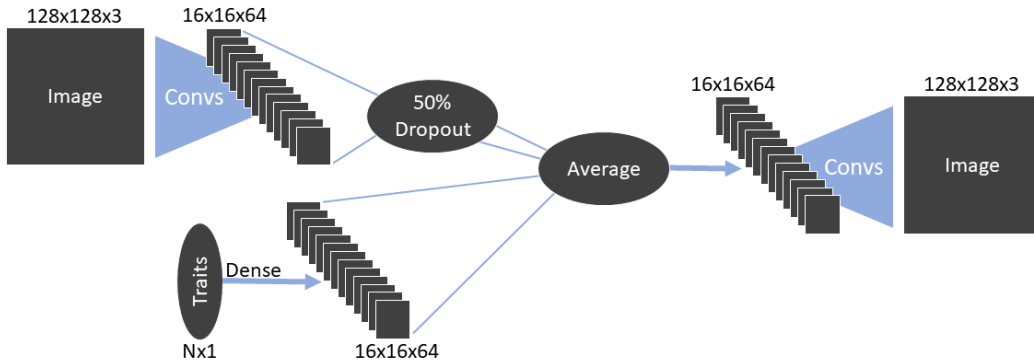 128x128x3
Image
Convs
16x16x64
50%
Dropout
Average
16x16x64
Convs
128x128x3
Image
Traits
Nx1
Dense
16x16x64